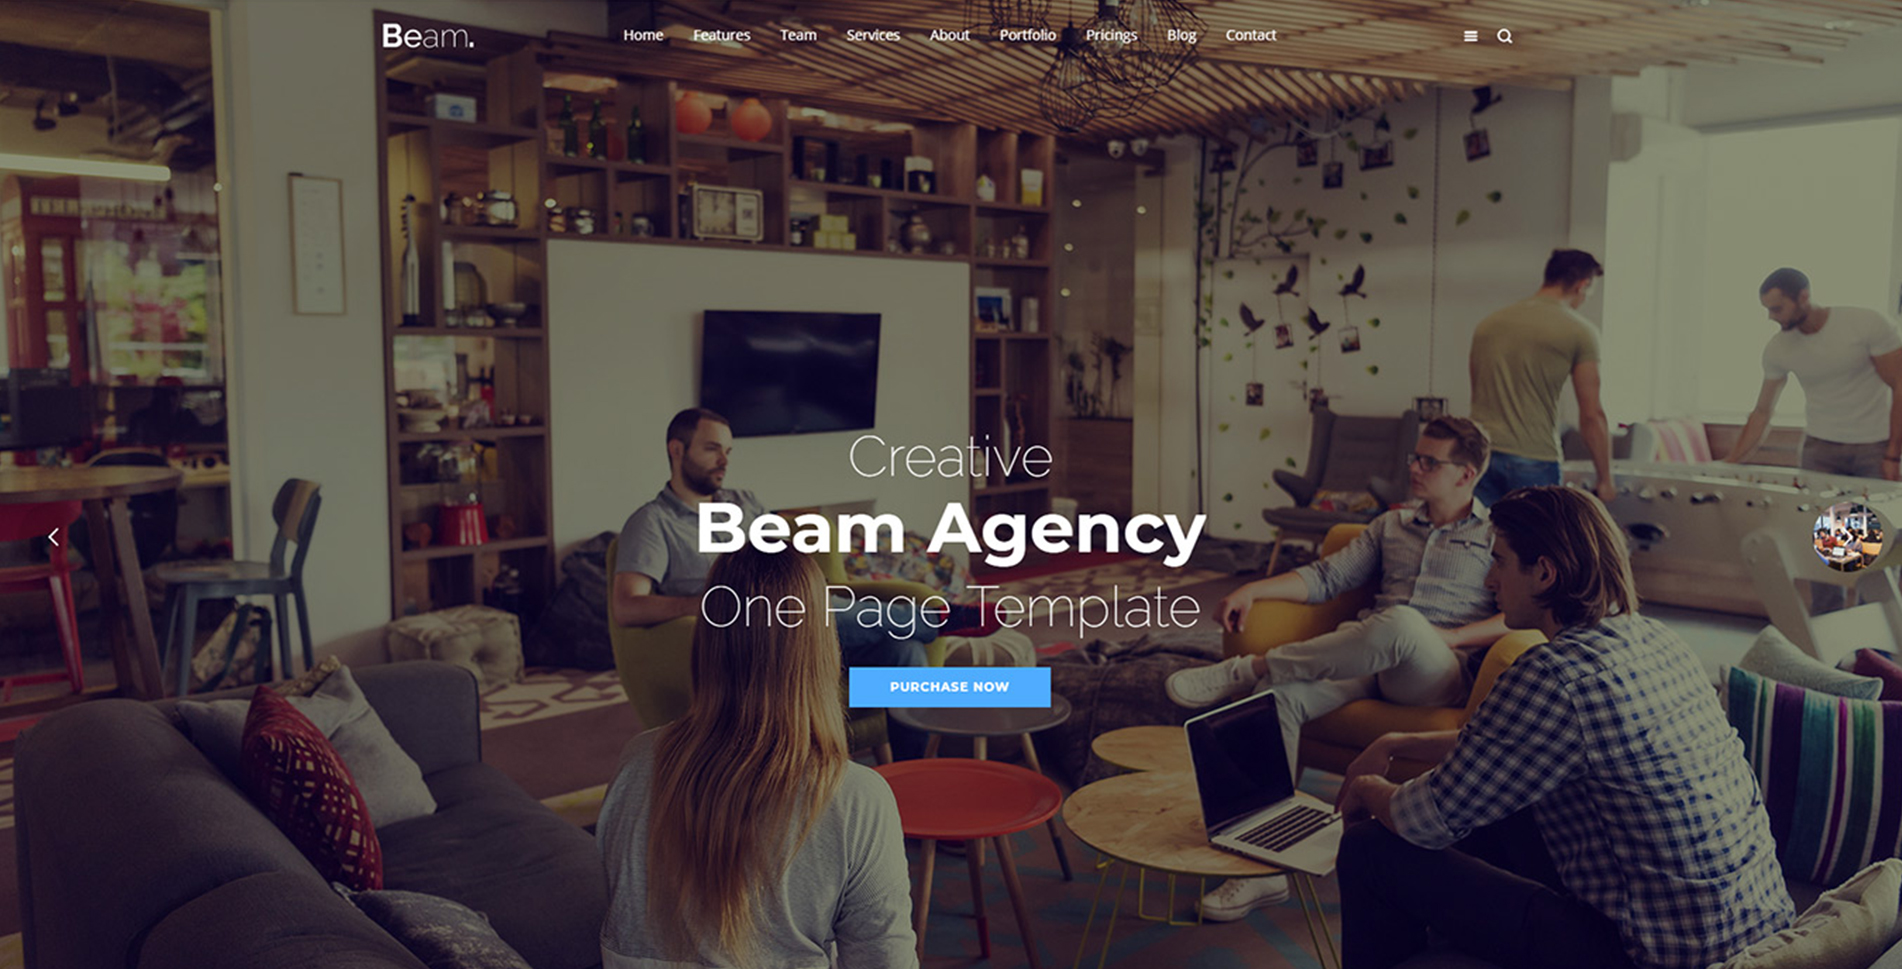 Beam.
Home Features Team Services About Portfolio Pricings Blog Contact
Creative
Beam Agency
One Page Template
PURCHASE NOW